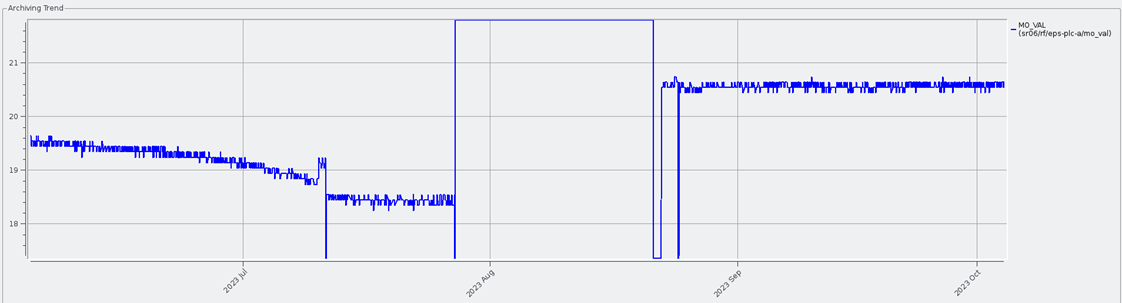 Archiving Trend
MO_VAL
(sr06/rf/eps-plc-a/mo_val)
21
20
19
18
2023 Jul
2023 Aug
2023 Sep
2023 Oct